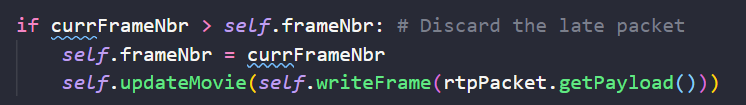 if currFrameNbr > self.frameNbr: # Discard the late packet
    self.frameNbr = currFrameNbr
    self.updateMovie(self.writeFrame(rtpPacket.getPayload()))